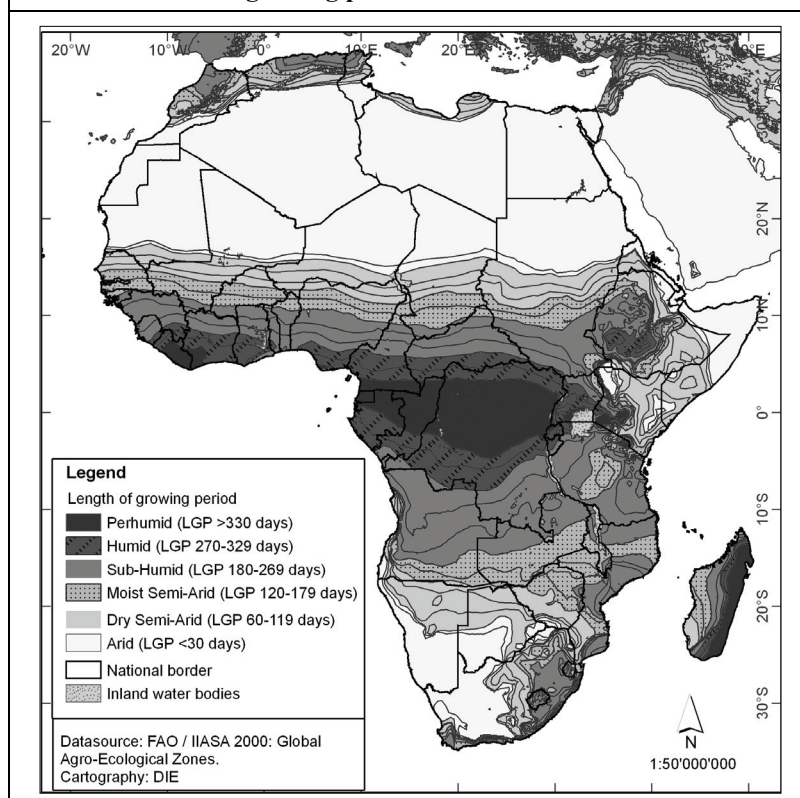 20°W 10°W 0° 10°E 20°E
20°N
10°N
0°
10°S
20°S
30°S
Legend
Length of growing period
Perhumid (LGP >330 days)
Humid (LGP 270-329 days)
Sub-Humid (LGP 180-269 days)
Moist Semi-Arid (LGP 120-179 days)
Dry Semi-Arid (LGP 60-119 days)
Arid (LGP <30 days)
National border
Inland water bodies
Datasource: FAO / IIASA 2000: Global
Agro-Ecological Zones.
Cartography: DIE
N
1:50'000'000